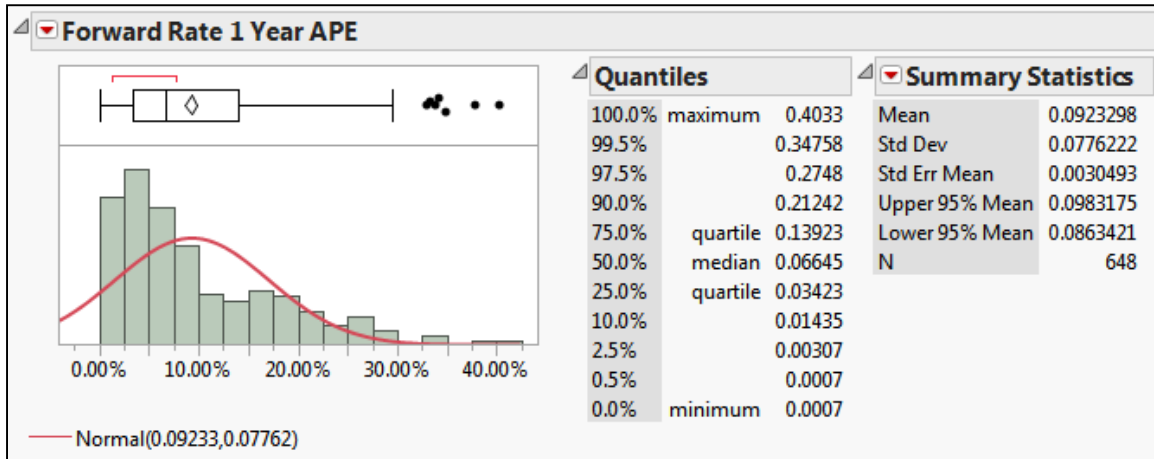 Forward Rate 1 Year APE
0.00% 10.00% 20.00% 30.00% 40.00%
Normal(0.09233,0.07762)
Quantiles
100.0% maximum 0.4033
99.5% 0.34758
97.5% 0.2748
90.0% 0.21242
75.0% quartile 0.13923
50.0% median 0.06645
25.0% quartile 0.03423
10.0% 0.01435
2.5% 0.00307
0.5% 0.0007
0.0% minimum 0.0007
Summary Statistics
Mean 0.0923298
Std Dev 0.0776222
Std Err Mean 0.0030493
Upper 95% Mean 0.0983175
Lower 95% Mean 0.0863421
N 648